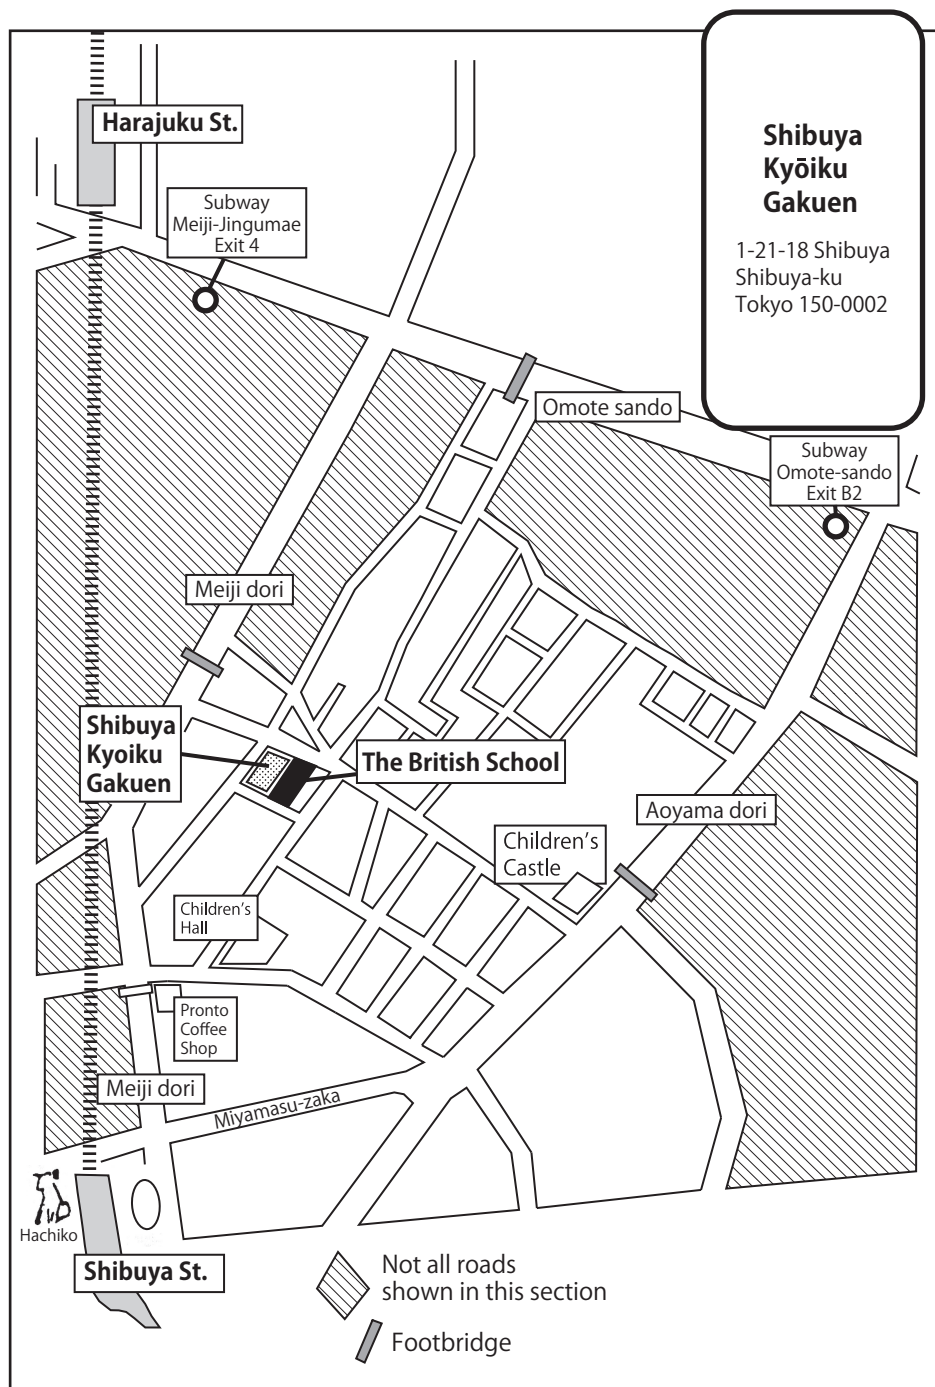 Harajuku St.
Shibuya
Kyōiku
Gakuen
1-21-18 Shibuya
Shibuya-ku
Tokyo 150-0002
Subway
Meiji-Jingumae
Exit 4
Omote sando
Subway
Omote-sando
Exit B2
Meiji dori
Shibuya
Kyoiku
Gakuen
The British School
Aoyama dori
Children's
Castle
Children's
Hall
Pronto
Coffee
Shop
Meiji dori
Miyamasu-zaka
Hachiko
Shibuya St.
Not all roads
shown in this section
Footbridge